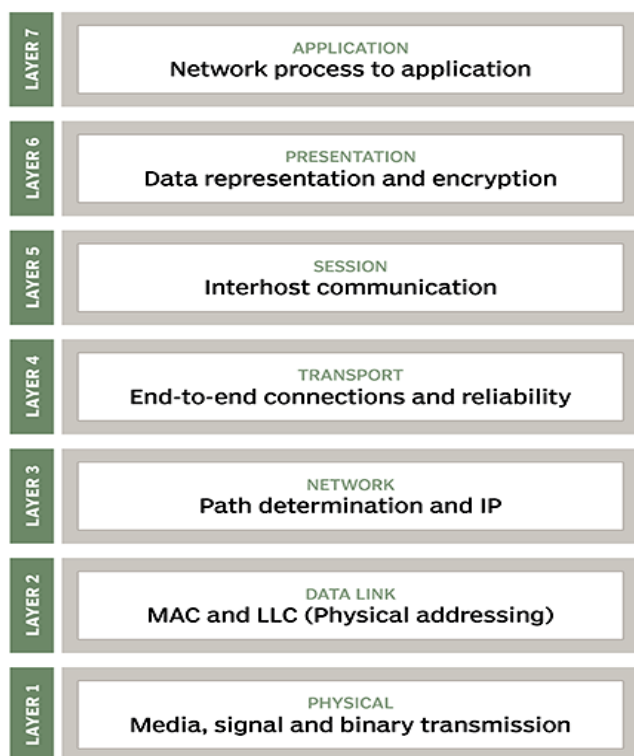 LAYER 7
APPLICATION
Network process to application
LAYER 6
PRESENTATION
Data representation and encryption
LAYER 5
SESSION
Interhost communication
LAYER 4
TRANSPORT
End-to-end connections and reliability
LAYER 3
NETWORK
Path determination and IP
LAYER 2
DATA LINK
MAC and LLC (Physical addressing)
LAYER 1
PHYSICAL
Media, signal and binary transmission